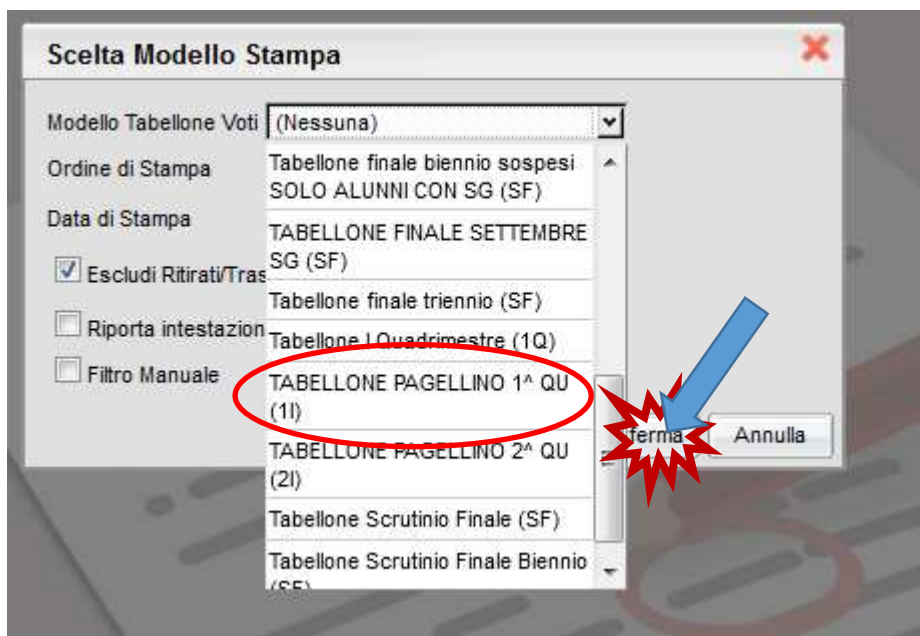 Scelta Modello Stampa
Modello Tabellone Voti (Nessuna)
Ordine di Stampa
Data di Stampa
Escludi Ritirati/Tras
Riporta intestazion
Filtro Manuale
Tabellone finale biennio sospesi
SOLO ALUNNI CON SG (SF)
TABELLONE FINALE SETTEMBRE
SG (SF)
Tabellone finale triennio (SF)
Tabellone I Quadrimestre (1Q)
TABELLONE PAGELLINO 1^ QU
(1I)
TABELLONE PAGELLINO 2^ QU
(2I)
Tabellone Scrutinio Finale (SF)
Tabellone Scrutinio Finale Biennio
(SF)
ferma
Annulla